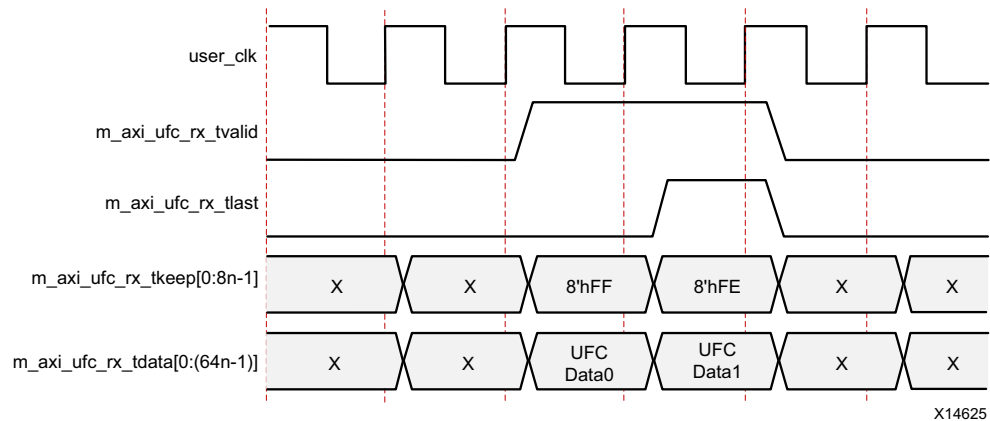 user_clk
m_axi_ufc_rx_tvalid
m_axi_ufc_rx_tlast
m_axi_ufc_rx_tkeep[0:8n-1]
X X 8'hFF 8'hFE X X
m_axi_ufc_rx_tdata[0:(64n-1)]
X X UFC Data0 UFC Data1 X X
X14625